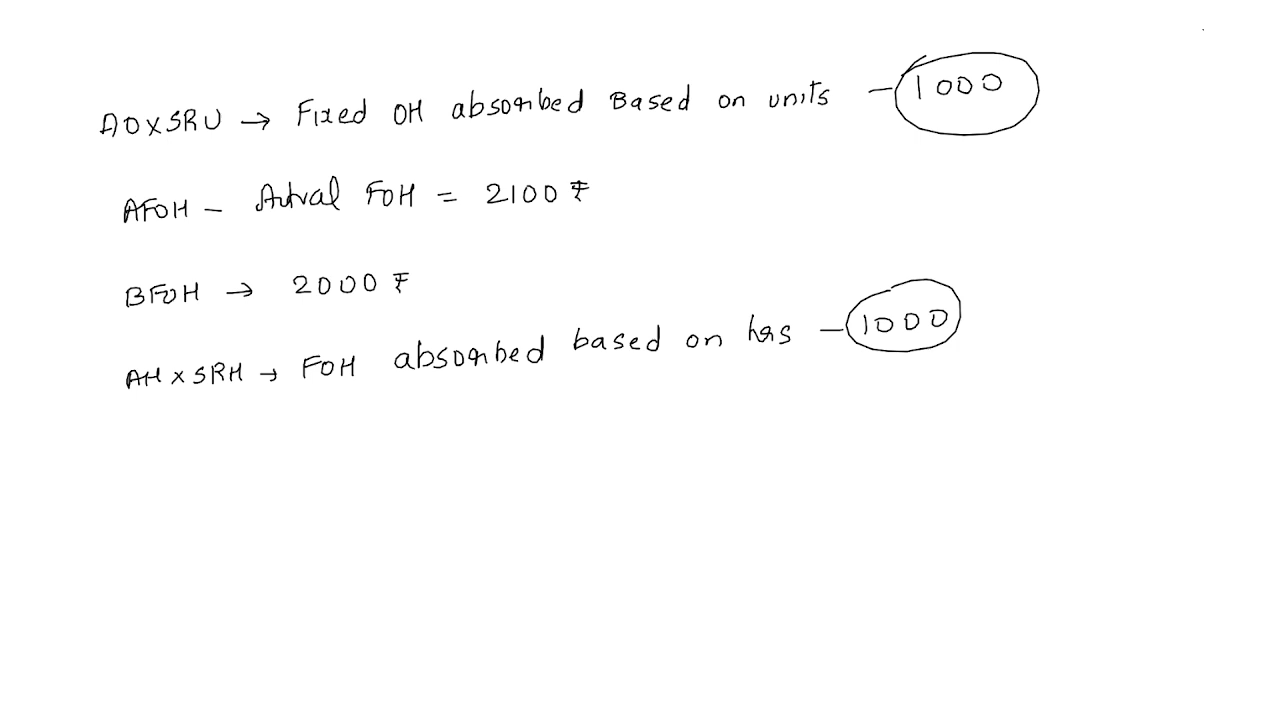 AO×SRU → Fixed OH absorbed Based on units - 1000
AFOH - Actual FOH = 2100 ₹
BFOH → 2000 ₹
AH × SRH → FOH absorbed based on hrs - 1000